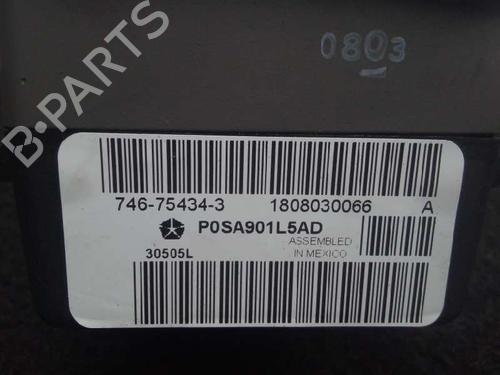 0803
B-PARTS
746-75434-3 1808030066 A
P0SA901L5AD
ASSEMBLED
30505L IN MEXICO